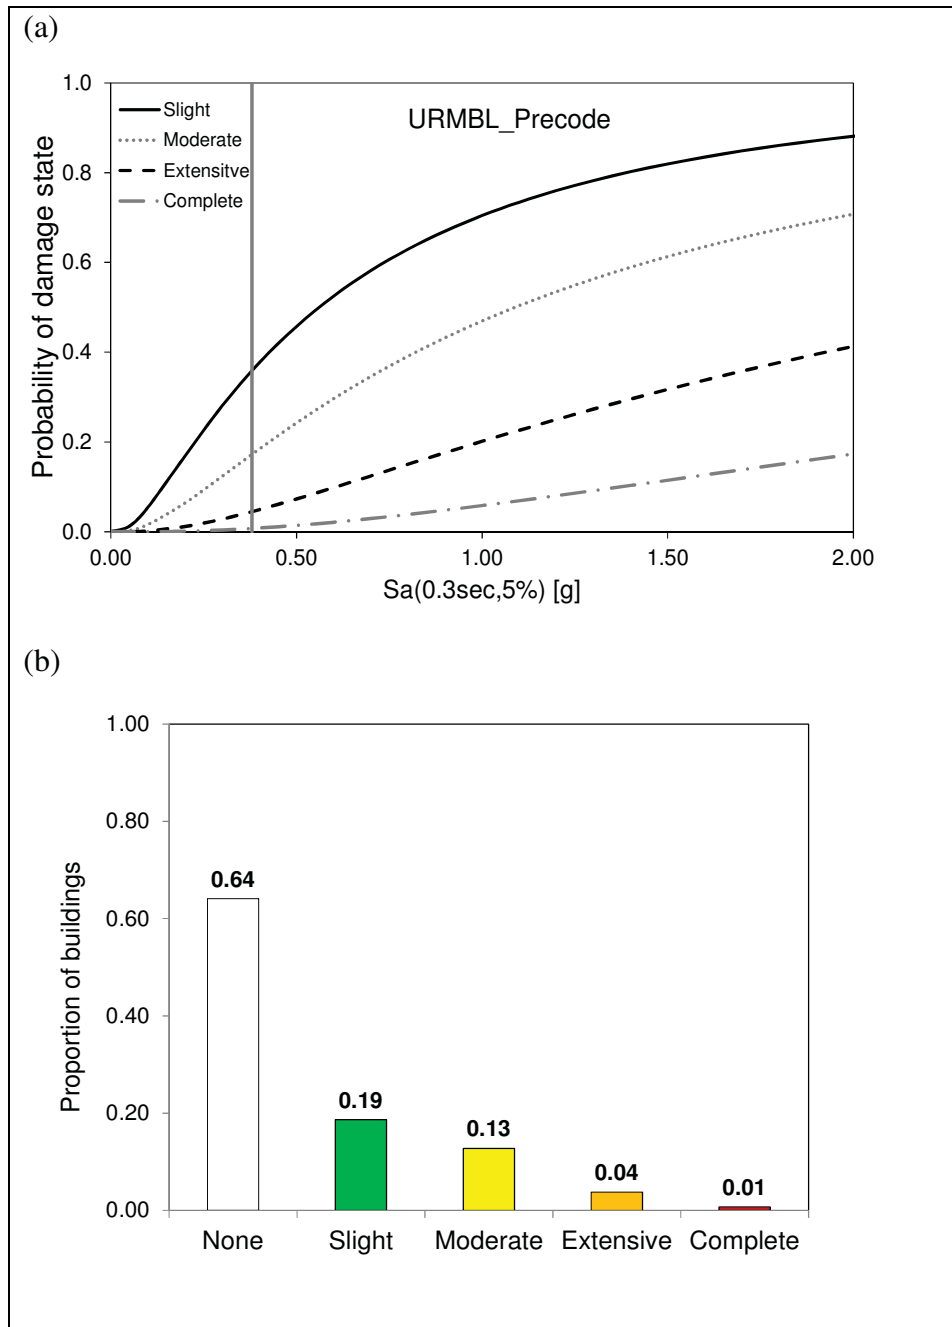 (a)
1.0
0.8
0.6
0.4
0.2
0.0
Probability of damage state
Slight
Moderate
Extensitve
Complete
URMBL_Precode
0.00 0.50 1.00 1.50 2.00
Sa(0.3sec,5%) [g]
(b)
1.00
0.80
0.60
0.40
0.20
0.00
Proportion of buildings
0.64
0.19
0.13
0.04
0.01
None Slight Moderate Extensive Complete